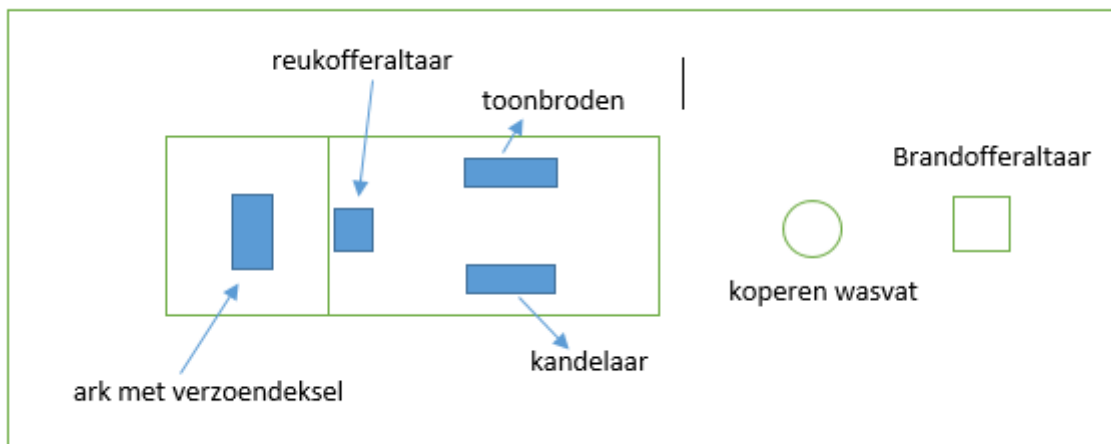 reukofferaltaar
toonbroden
Brandofferaltaar
koperen wasvat
kandelaar
ark met verzoendeksel